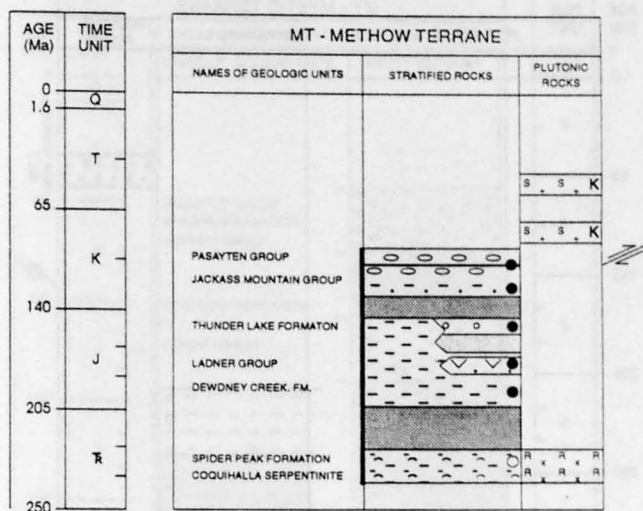 AGE (Ma)
TIME UNIT
MT - METHOW TERRANE
NAMES OF GEOLOGIC UNITS
STRATIFIED ROCKS
PLUTONIC ROCKS
0
Q
1.6
T
S S K
65
S S K
K
PASAYTEN GROUP
JACKASS MOUNTAIN GROUP
140
THUNDER LAKE FORMATON
J
LADNER GROUP
DEWDNEY CREEK. FM.
205
Ꞧ
SPIDER PEAK FORMATION
R R R
COQUIHALLA SERPENTINITE
R R R
250